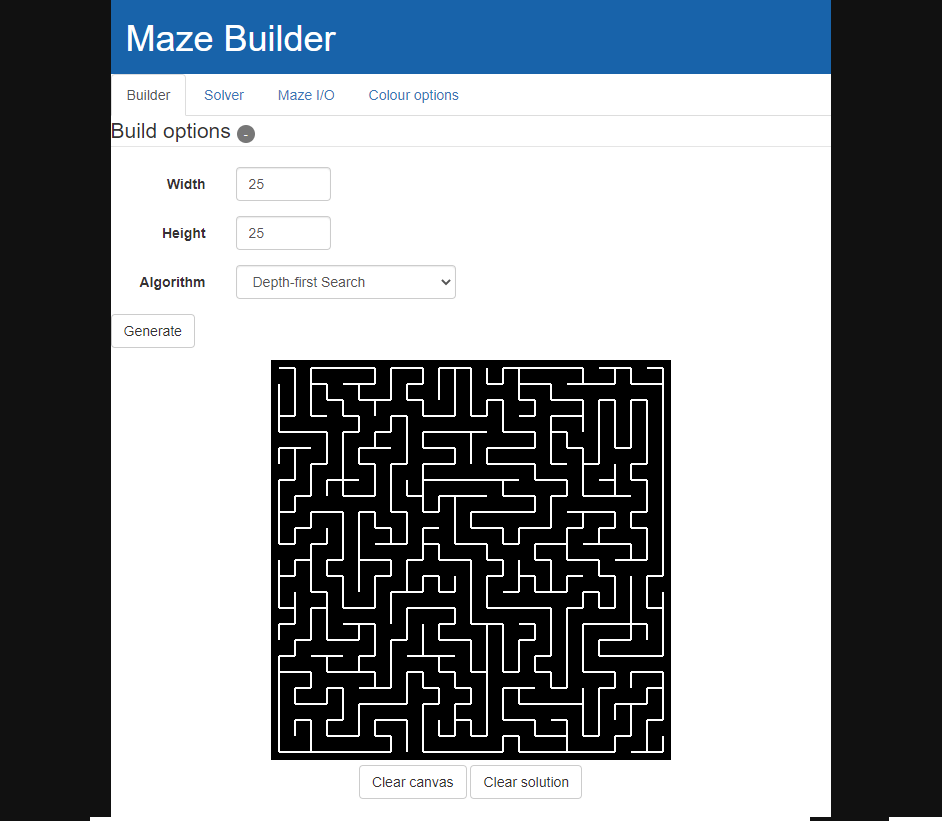 Maze Builder
Builder Solver Maze I/O Colour options
Build options -
Width 25
Height 25
Algorithm Depth-first Search
Generate
Clear canvas Clear solution